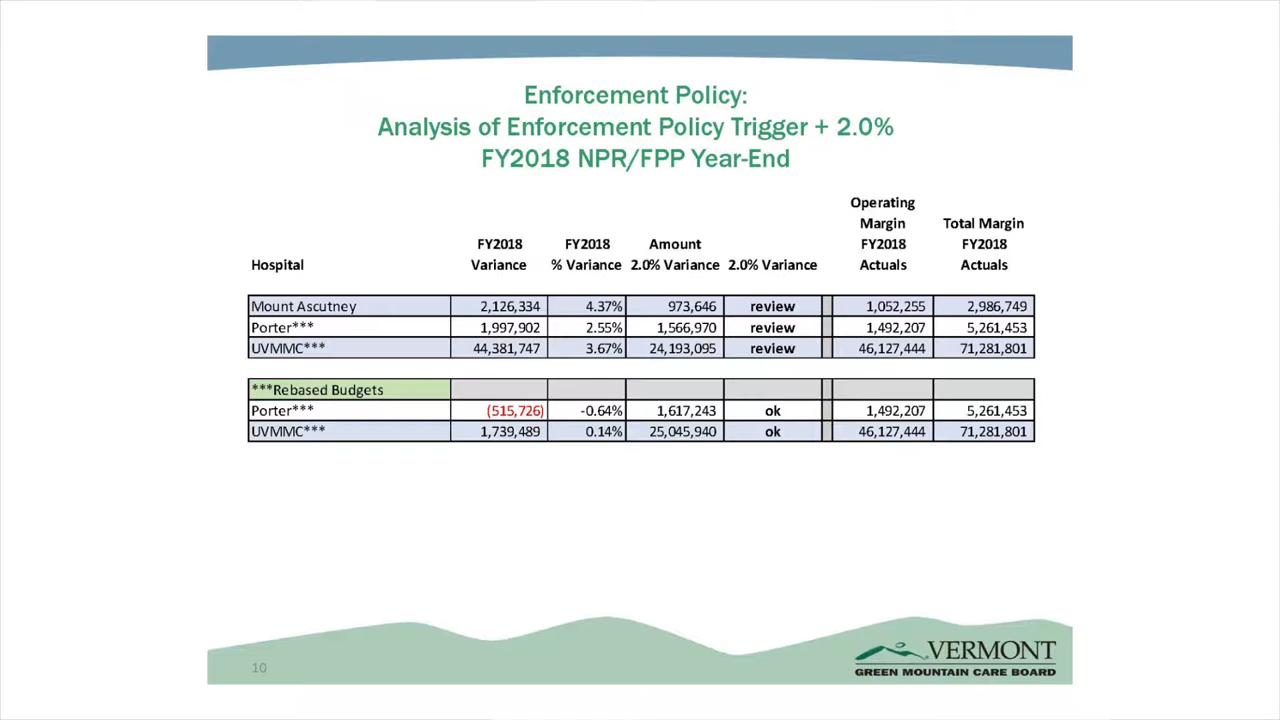 Enforcement Policy:
Analysis of Enforcement Policy Trigger + 2.0%
FY2018 NPR/FPP Year-End
Operating
Margin Total Margin
FY2018 FY2018 Amount FY2018 FY2018
Hospital Variance % Variance 2.0% Variance 2.0% Variance Actuals Actuals
Mount Ascutney 2,126,334 4.37% 973,646 review 1,052,255 2,986,749
Porter*** 1,997,902 2.55% 1,566,970 review 1,492,207 5,261,453
UVMMC*** 44,381,747 3.67% 24,193,095 review 46,127,444 71,281,801
***Rebased Budgets
Porter*** (515,726) -0.64% 1,617,243 ok 1,492,207 5,261,453
UVMMC*** 1,739,489 0.14% 25,045,940 ok 46,127,444 71,281,801
10
VERMONT
GREEN MOUNTAIN CARE BOARD